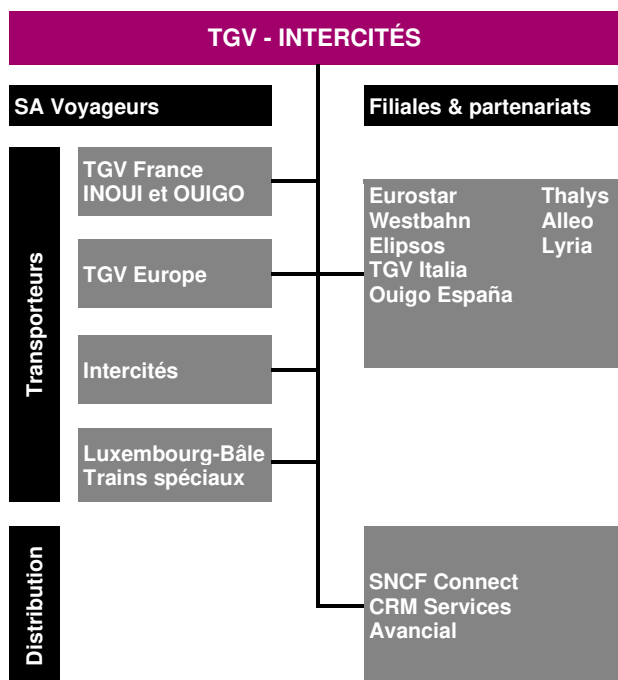 TGV - INTERCITÉS
SA Voyageurs
Filiales & partenariats
Transporteurs
TGV France
INOUI et OUIGO
TGV Europe
Intercités
Luxembourg-Bâle
Trains spéciaux
Eurostar
Westbahn
Elipsos
TGV Italia
Ouigo España
Thalys
Alleo
Lyria
Distribution
SNCF Connect
CRM Services
Avancial